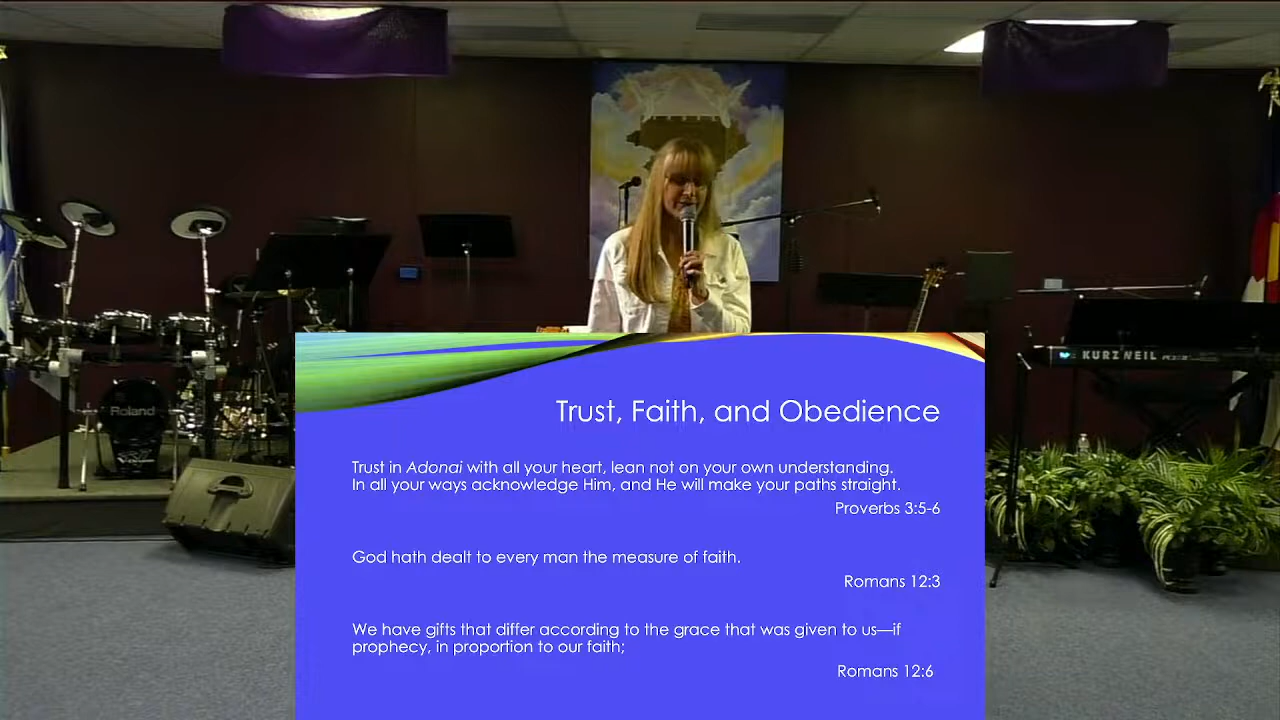 KURZWEIL
Roland
Trust, Faith, and Obedience
Trust in Adonai with all your heart, lean not on your own understanding.
In all your ways acknowledge Him, and He will make your paths straight.
Proverbs 3:5-6
God hath dealt to every man the measure of faith.
Romans 12:3
We have gifts that differ according to the grace that was given to us—if
prophecy, in proportion to our faith;
Romans 12:6